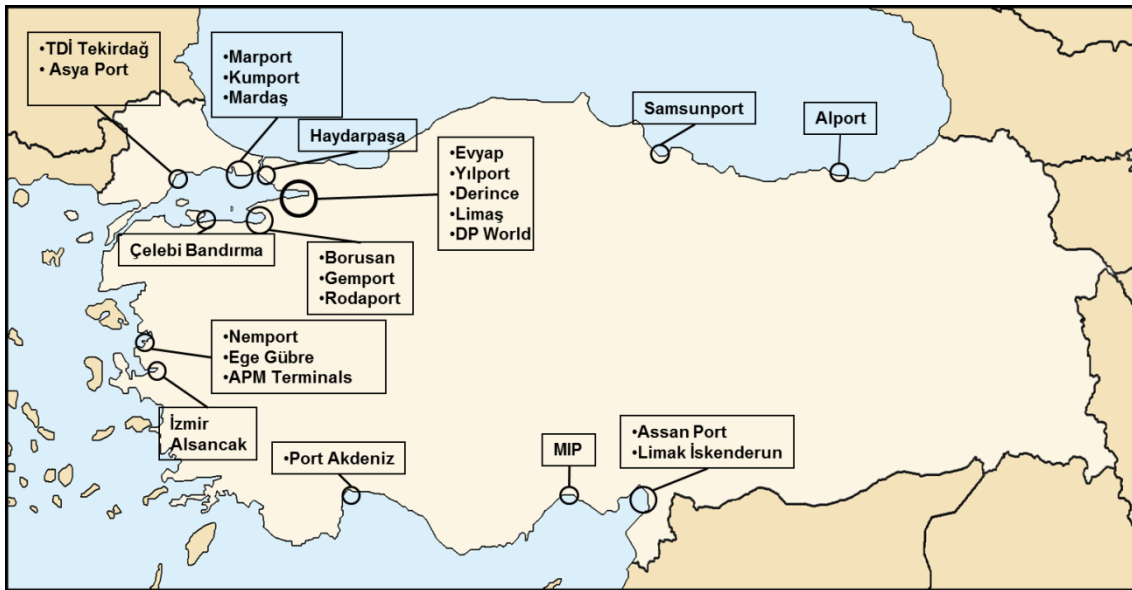 •TDİ Tekirdağ
• Asya Port
•Marport
•Kumport
•Mardaş
Haydarpaşa
•Evyap
•Yılport
•Derince
•Limaş
•DP World
Samsunport
Alport
Çelebi Bandırma
•Borusan
•Gemport
•Rodaport
•Nemport
•Ege Gübre
•APM Terminals
İzmir
Alsancak
•Port Akdeniz
MIP
•Assan Port
•Limak İskenderun